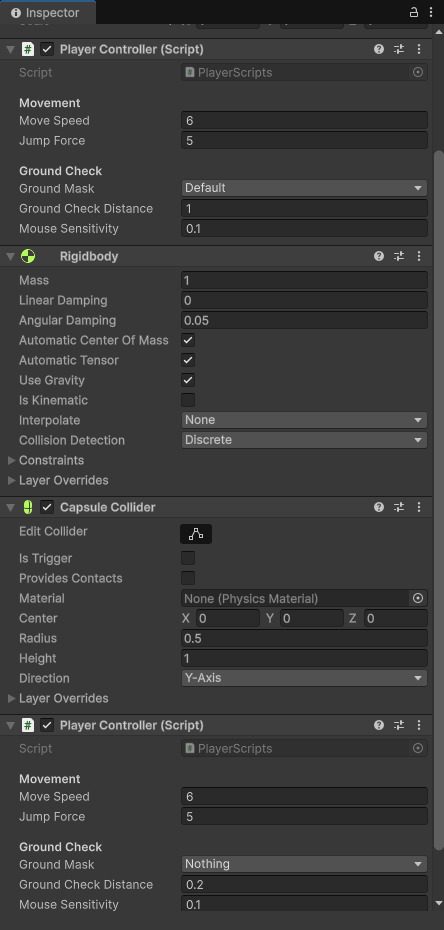 Inspector
Player Controller (Script)
Script PlayerScripts
Movement
Move Speed 6
Jump Force 5
Ground Check
Ground Mask Default
Ground Check Distance 1
Mouse Sensitivity 0.1
Rigidbody
Mass 1
Linear Damping 0
Angular Damping 0.05
Automatic Center Of Mass
Automatic Tensor
Use Gravity
Is Kinematic
Interpolate None
Collision Detection Discrete
Constraints
Layer Overrides
Capsule Collider
Edit Collider
Is Trigger
Provides Contacts
Material None (Physics Material)
Center X 0 Y 0 Z 0
Radius 0.5
Height 1
Direction Y-Axis
Layer Overrides
Player Controller (Script)
Script PlayerScripts
Movement
Move Speed 6
Jump Force 5
Ground Check
Ground Mask Nothing
Ground Check Distance 0.2
Mouse Sensitivity 0.1